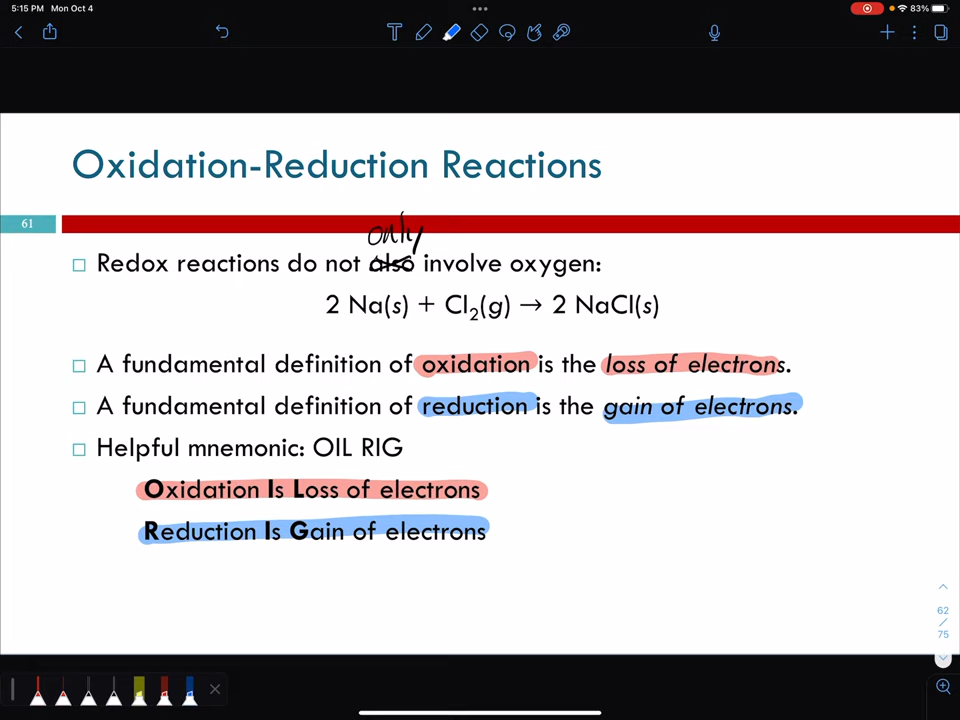 5:15 PM Mon Oct 4
83%
Oxidation-Reduction Reactions
61
only
Redox reactions do not also involve oxygen:
2 Na(s) + Cl₂(g) → 2 NaCl(s)
A fundamental definition of oxidation is the loss of electrons.
A fundamental definition of reduction is the gain of electrons.
Helpful mnemonic: OIL RIG
Oxidation Is Loss of electrons
Reduction Is Gain of electrons
62
/
75